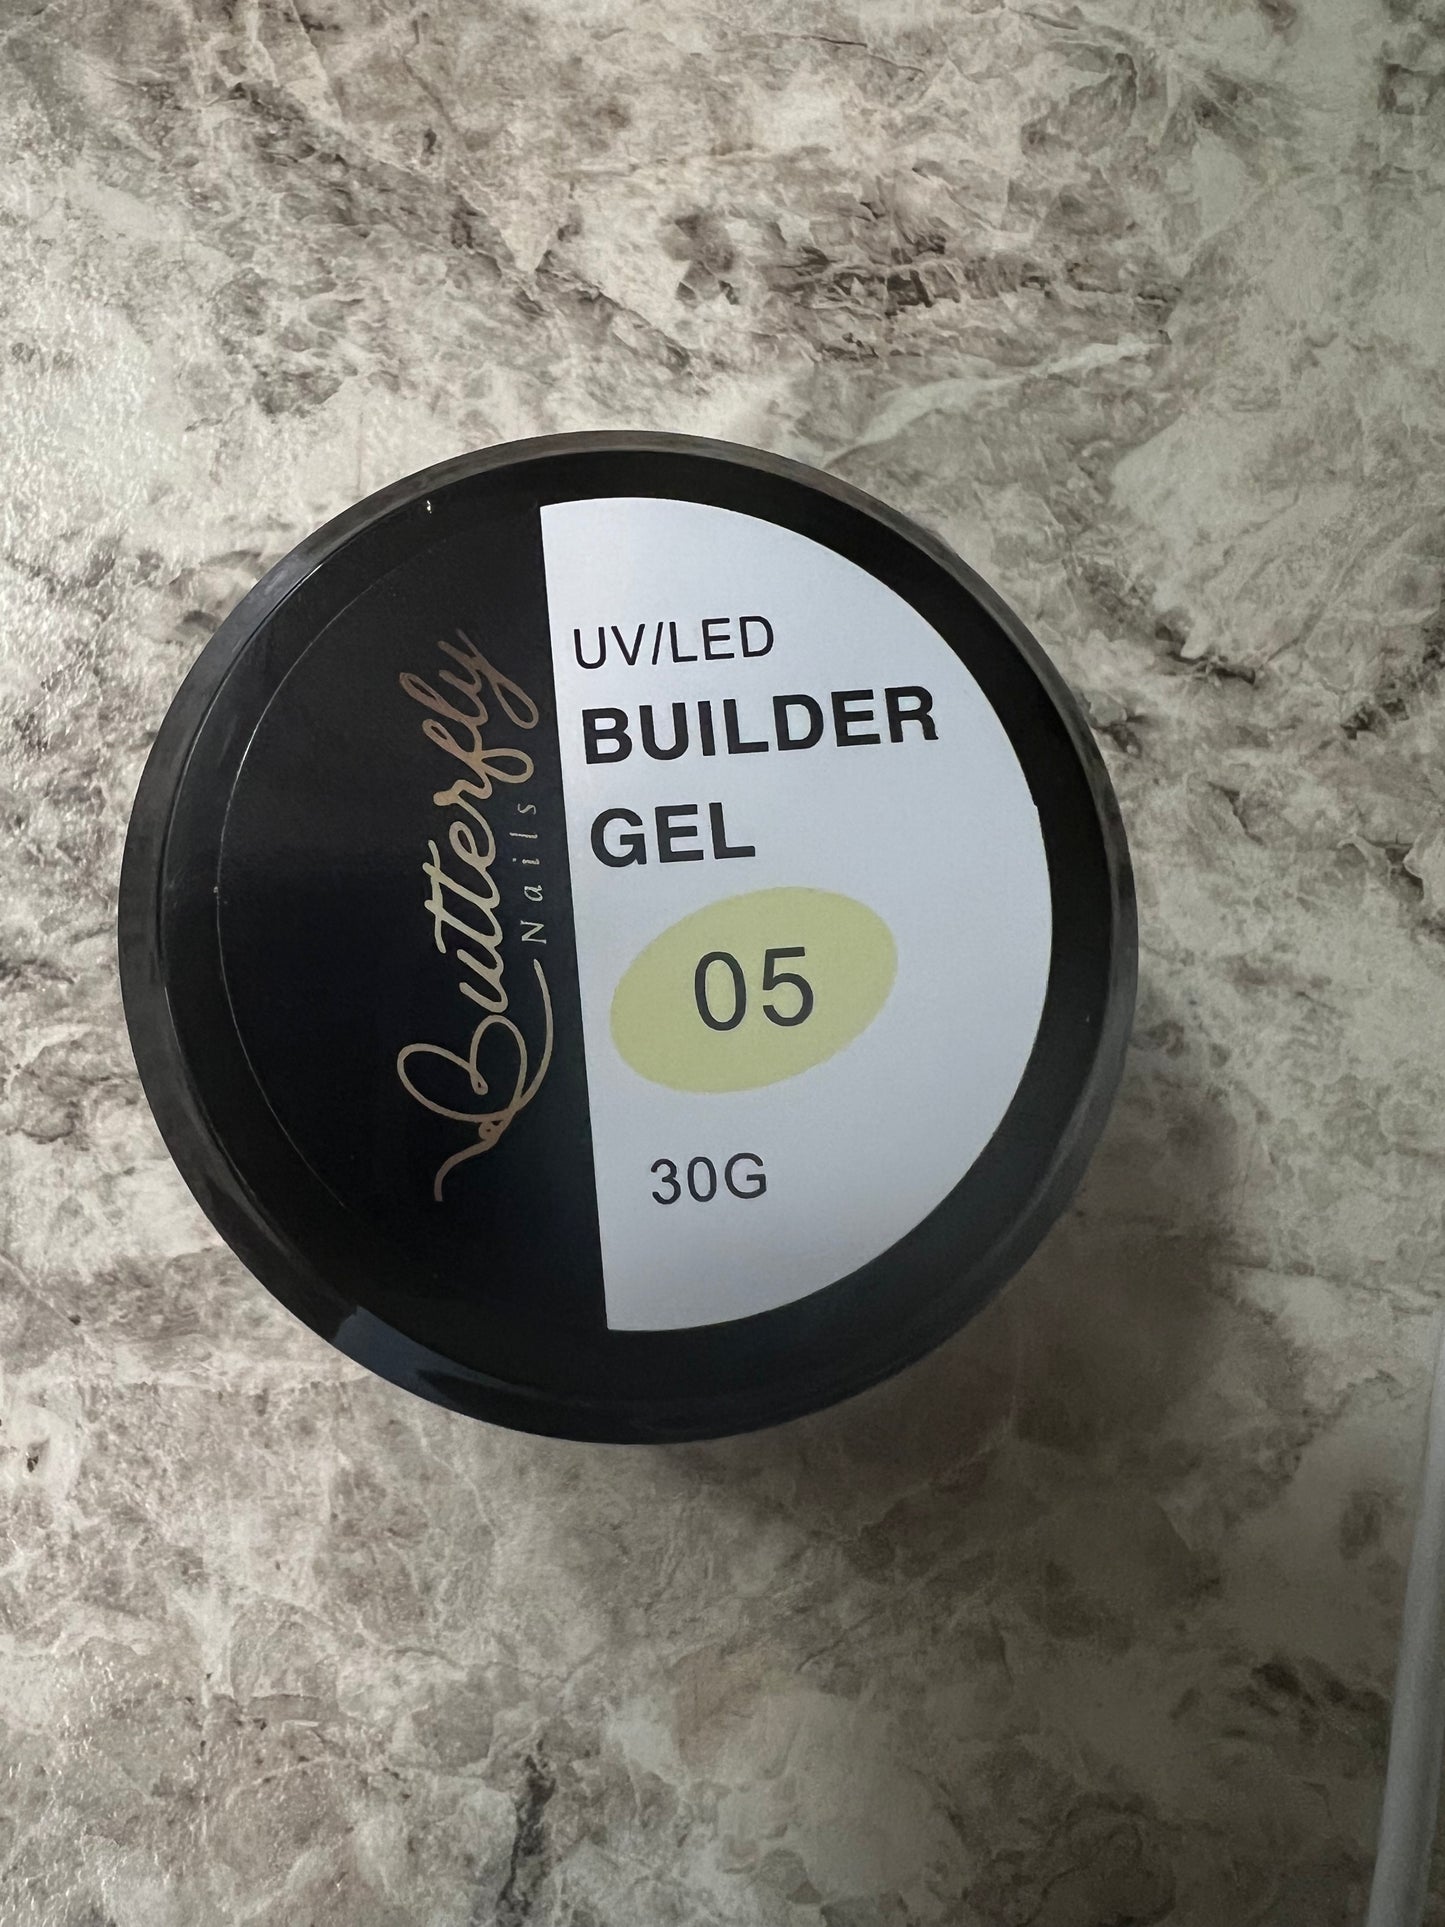 Butterfly
Nails
UV/LED
BUILDER
GEL
05
30G